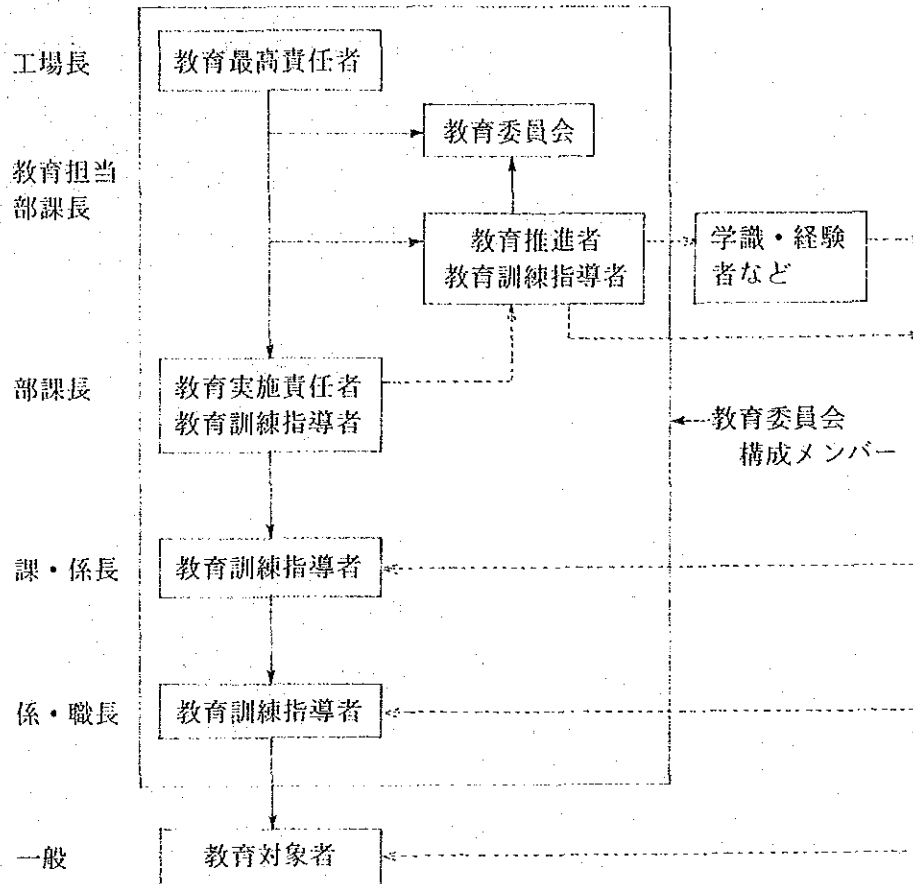 工場長
教育最高責任者
教育委員会
教育担当
部課長
教育推進者
教育訓練指導者
学識・経験
者など
部課長
教育実施責任者
教育訓練指導者
教育委員会
構成メンバー
課・係長
教育訓練指導者
係・職長
教育訓練指導者
一般
教育対象者